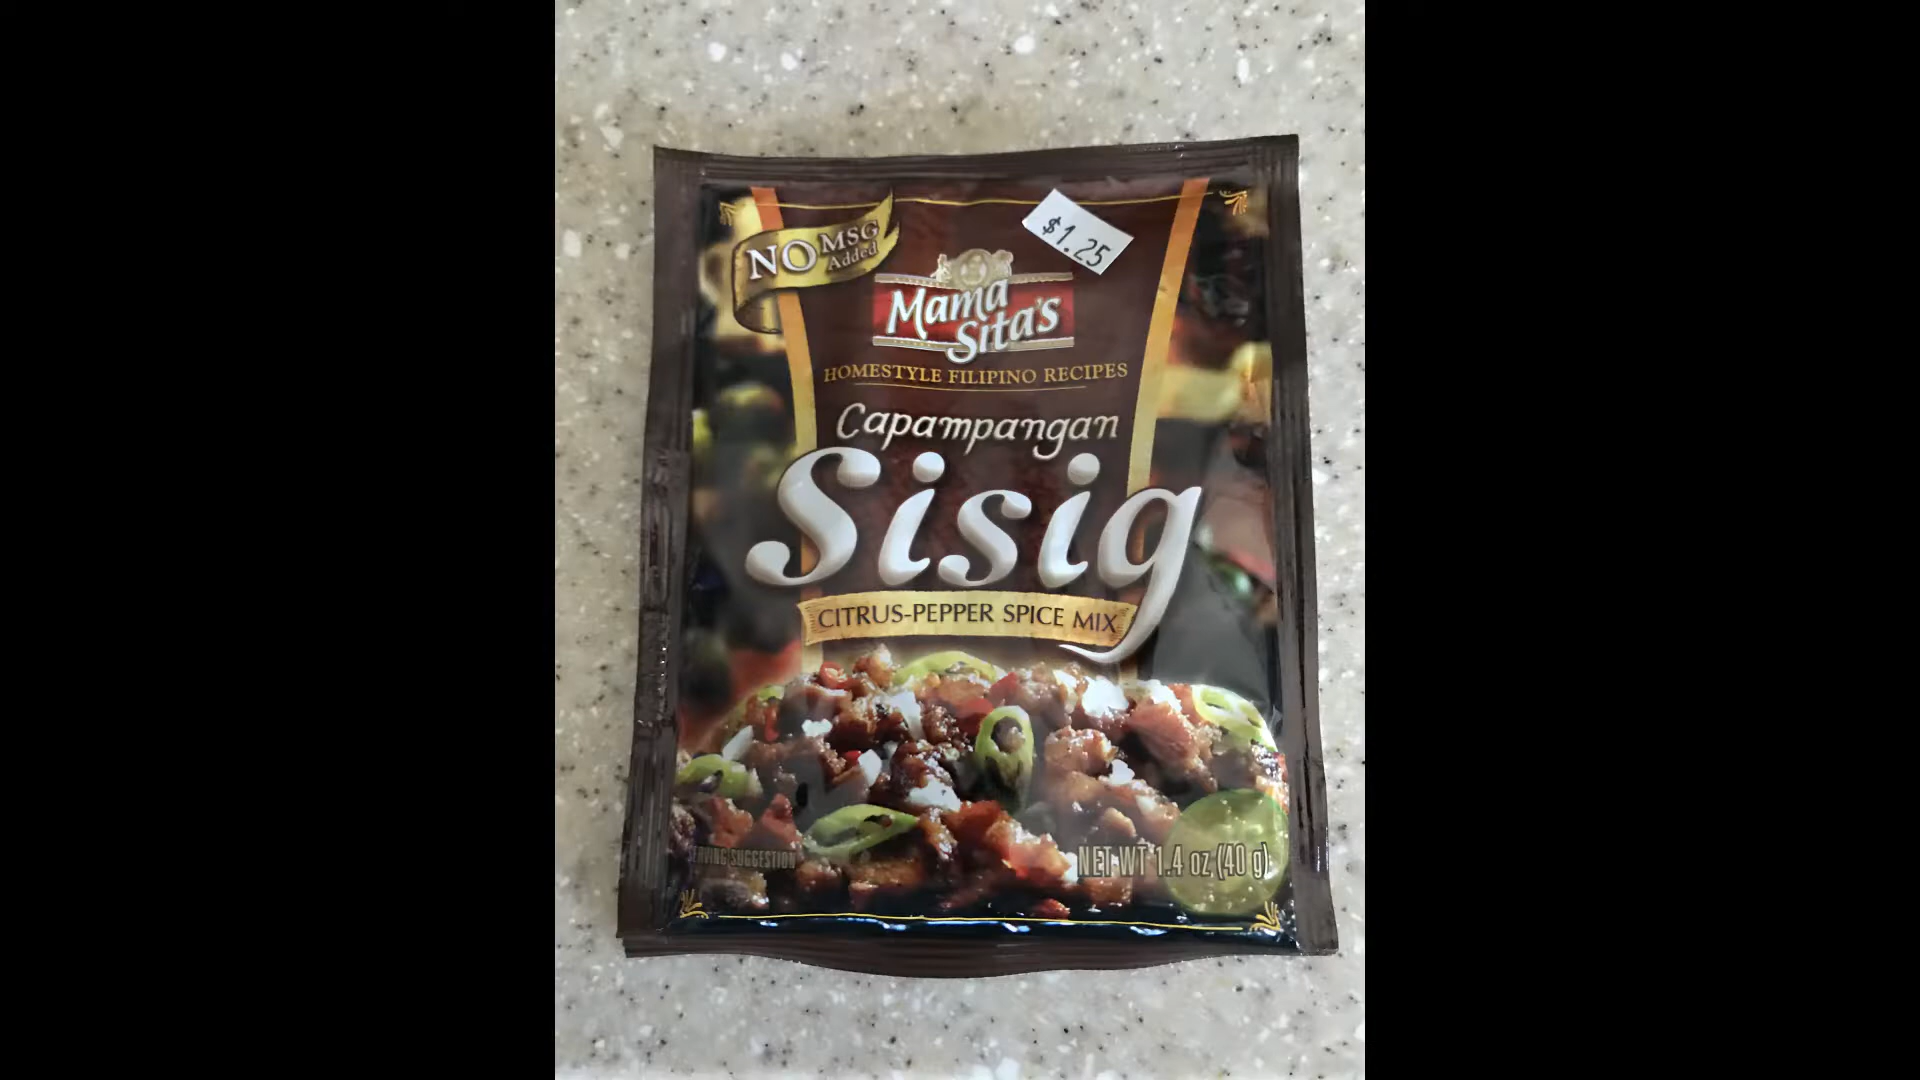 NO MSG
Added
$1.25
Mama
Sita's
HOMESTYLE FILIPINO RECIPES
Capampangan
Sisig
CITRUS-PEPPER SPICE MIX
SERVING SUGGESTION
NET WT 1.4 oz (40 g)